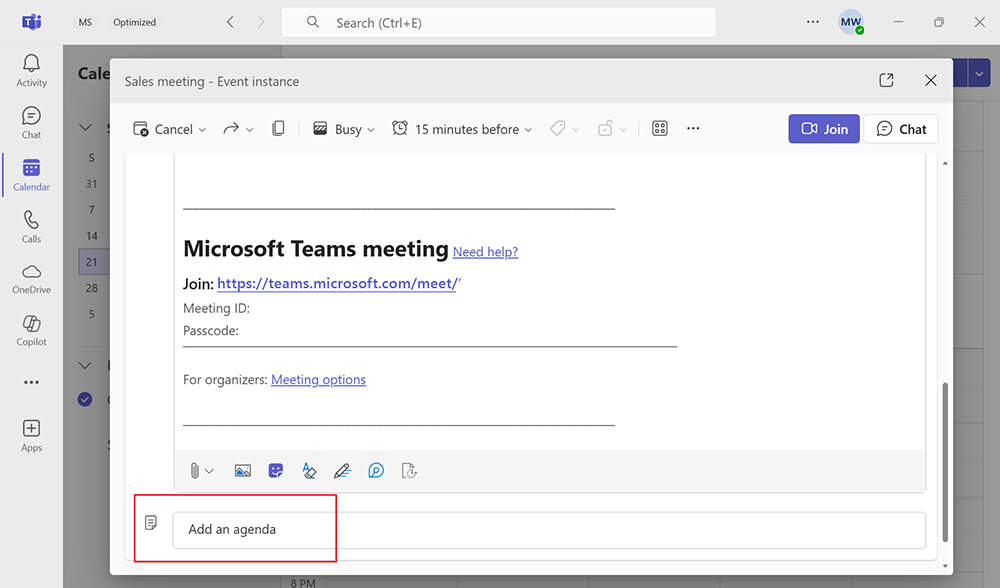 MS Optimized Search (Ctrl+E) MW
Activity
Chat
Calendar
Calls
OneDrive
Copilot
Apps
Cale
S
31
7
14
21
28
5
Sales meeting - Event instance
Cancel Busy 15 minutes before Join Chat
Microsoft Teams meeting Need help?
Join: https://teams.microsoft.com/meet/'
Meeting ID:
Passcode:
For organizers: Meeting options
Add an agenda
8 PM